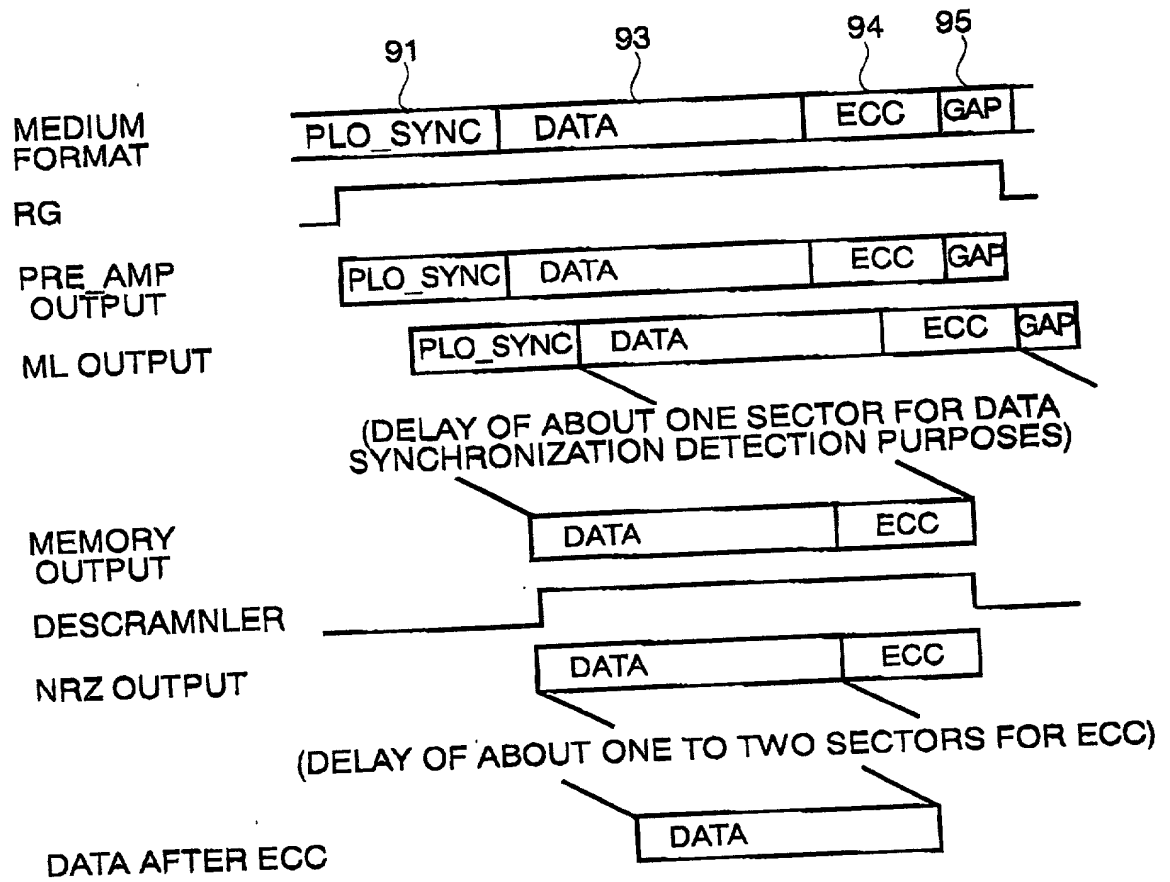 91 93 94 95
MEDIUM FORMAT PLO_SYNC DATA ECC GAP
RG
PRE_AMP OUTPUT PLO_SYNC DATA ECC GAP
ML OUTPUT PLO_SYNC DATA ECC GAP
(DELAY OF ABOUT ONE SECTOR FOR DATA
SYNCHRONIZATION DETECTION PURPOSES)
MEMORY OUTPUT DATA ECC
DESCRAMNLER
NRZ OUTPUT DATA ECC
(DELAY OF ABOUT ONE TO TWO SECTORS FOR ECC)
DATA AFTER ECC DATA